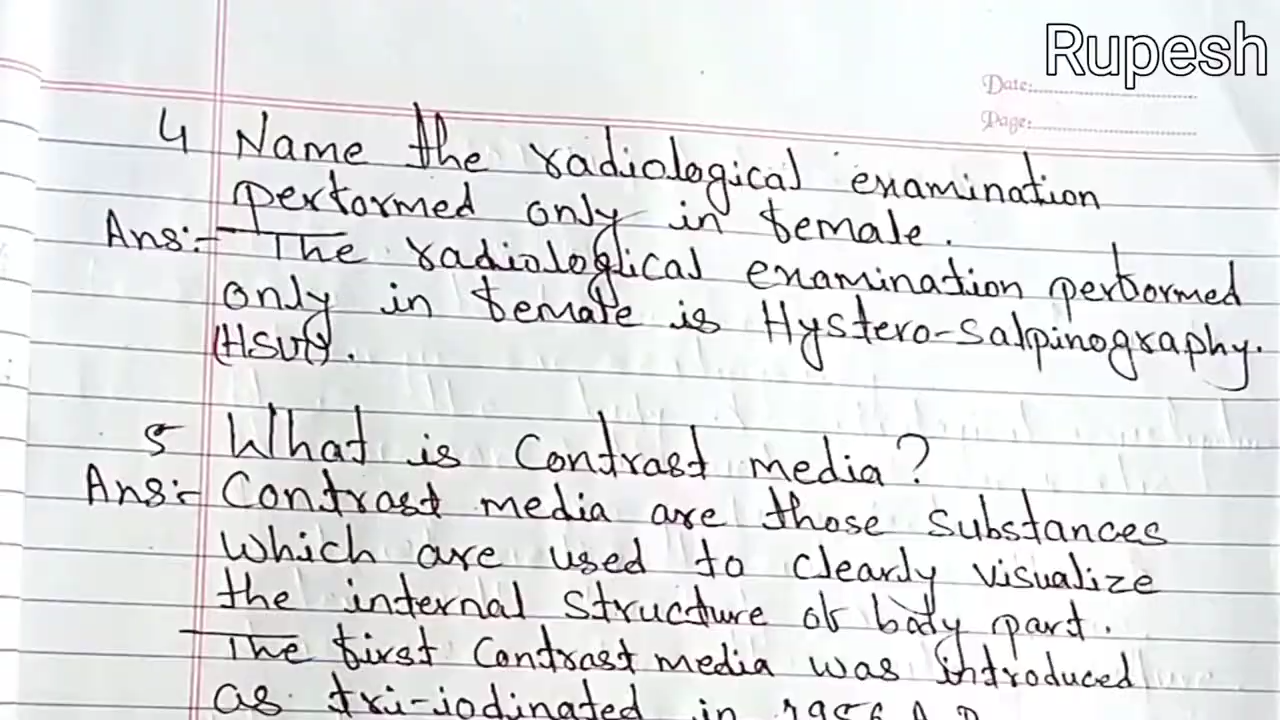 Rupesh
Date:
Page:
4 Name the radiological examination
performed only in female.
Ans:- The radiological examination performed
only in female is Hystero-salpinography.
(HSG).
5 What is Contrast media?
Ans:- Contrast media are those substances
which are used to clearly visualize
the internal structure of body part.
The first Contrast media was introduced
as tri-iodinated in 1956 A.D.